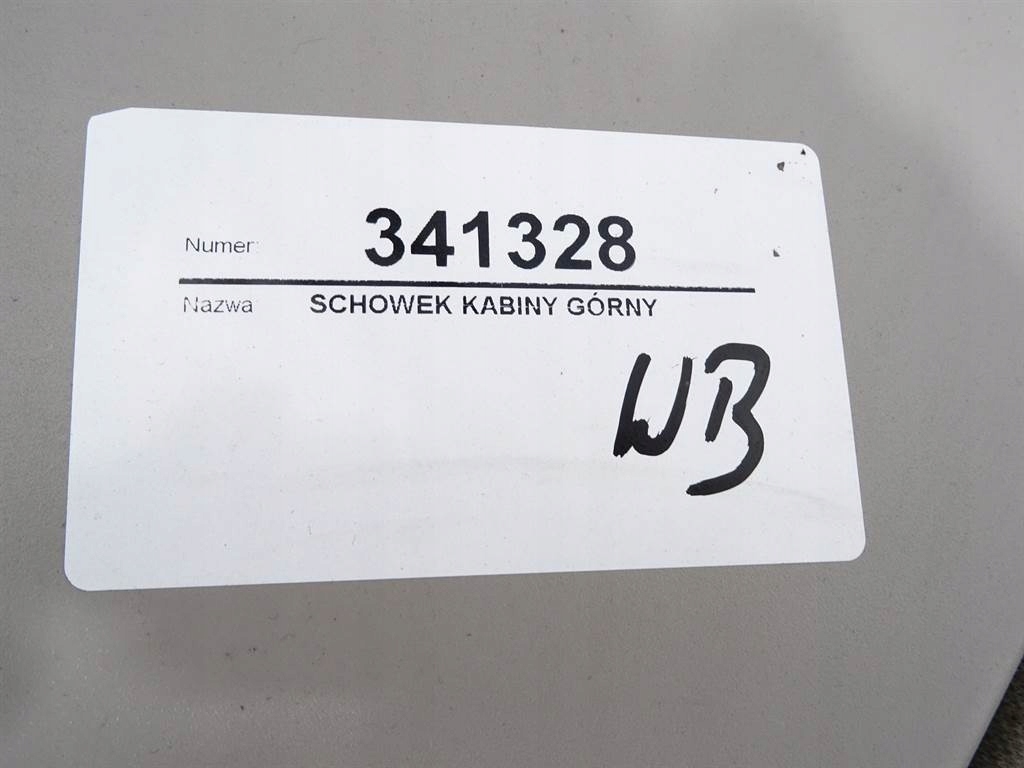 Numer: 341328
Nazwa SCHOWEK KABINY GÓRNY
WB